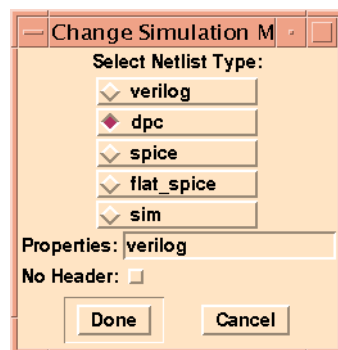 Change Simulation M
Select Netlist Type:
verilog
dpc
spice
flat_spice
sim
Properties: verilog
No Header:
Done Cancel